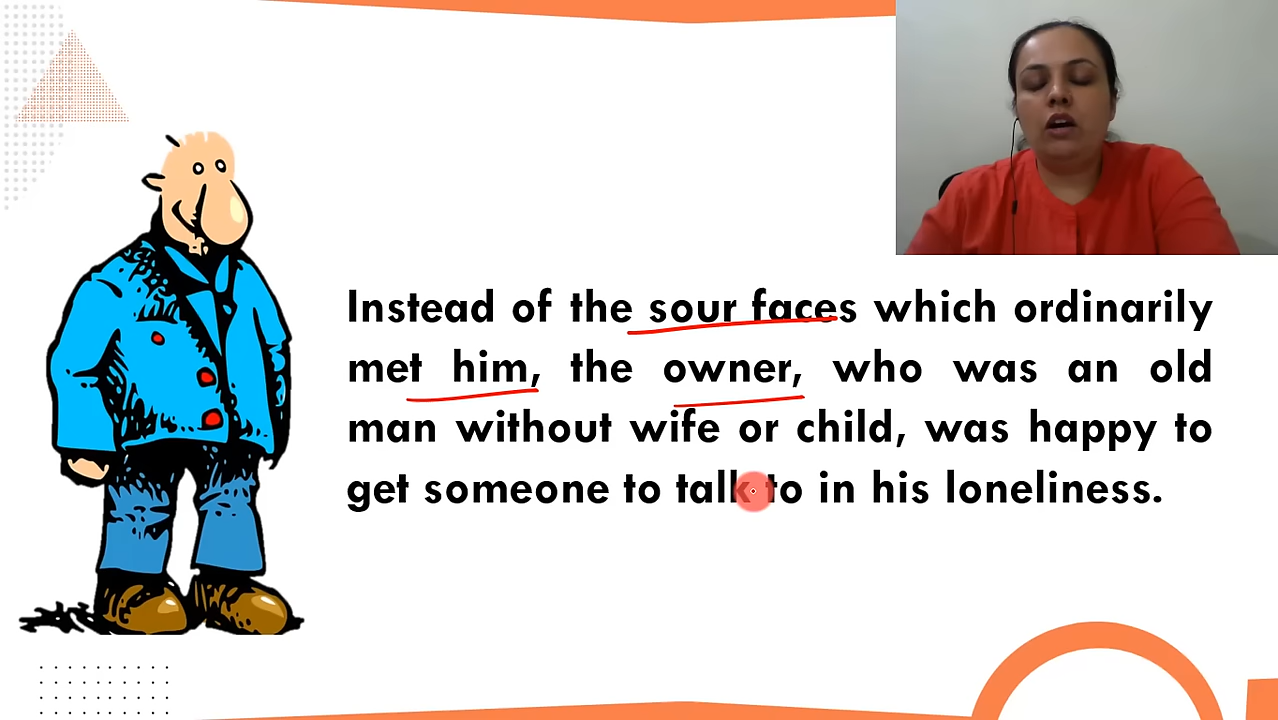 Instead of the sour faces which ordinarily
met him, the owner, who was an old
man without wife or child, was happy to
get someone to talk to in his loneliness.